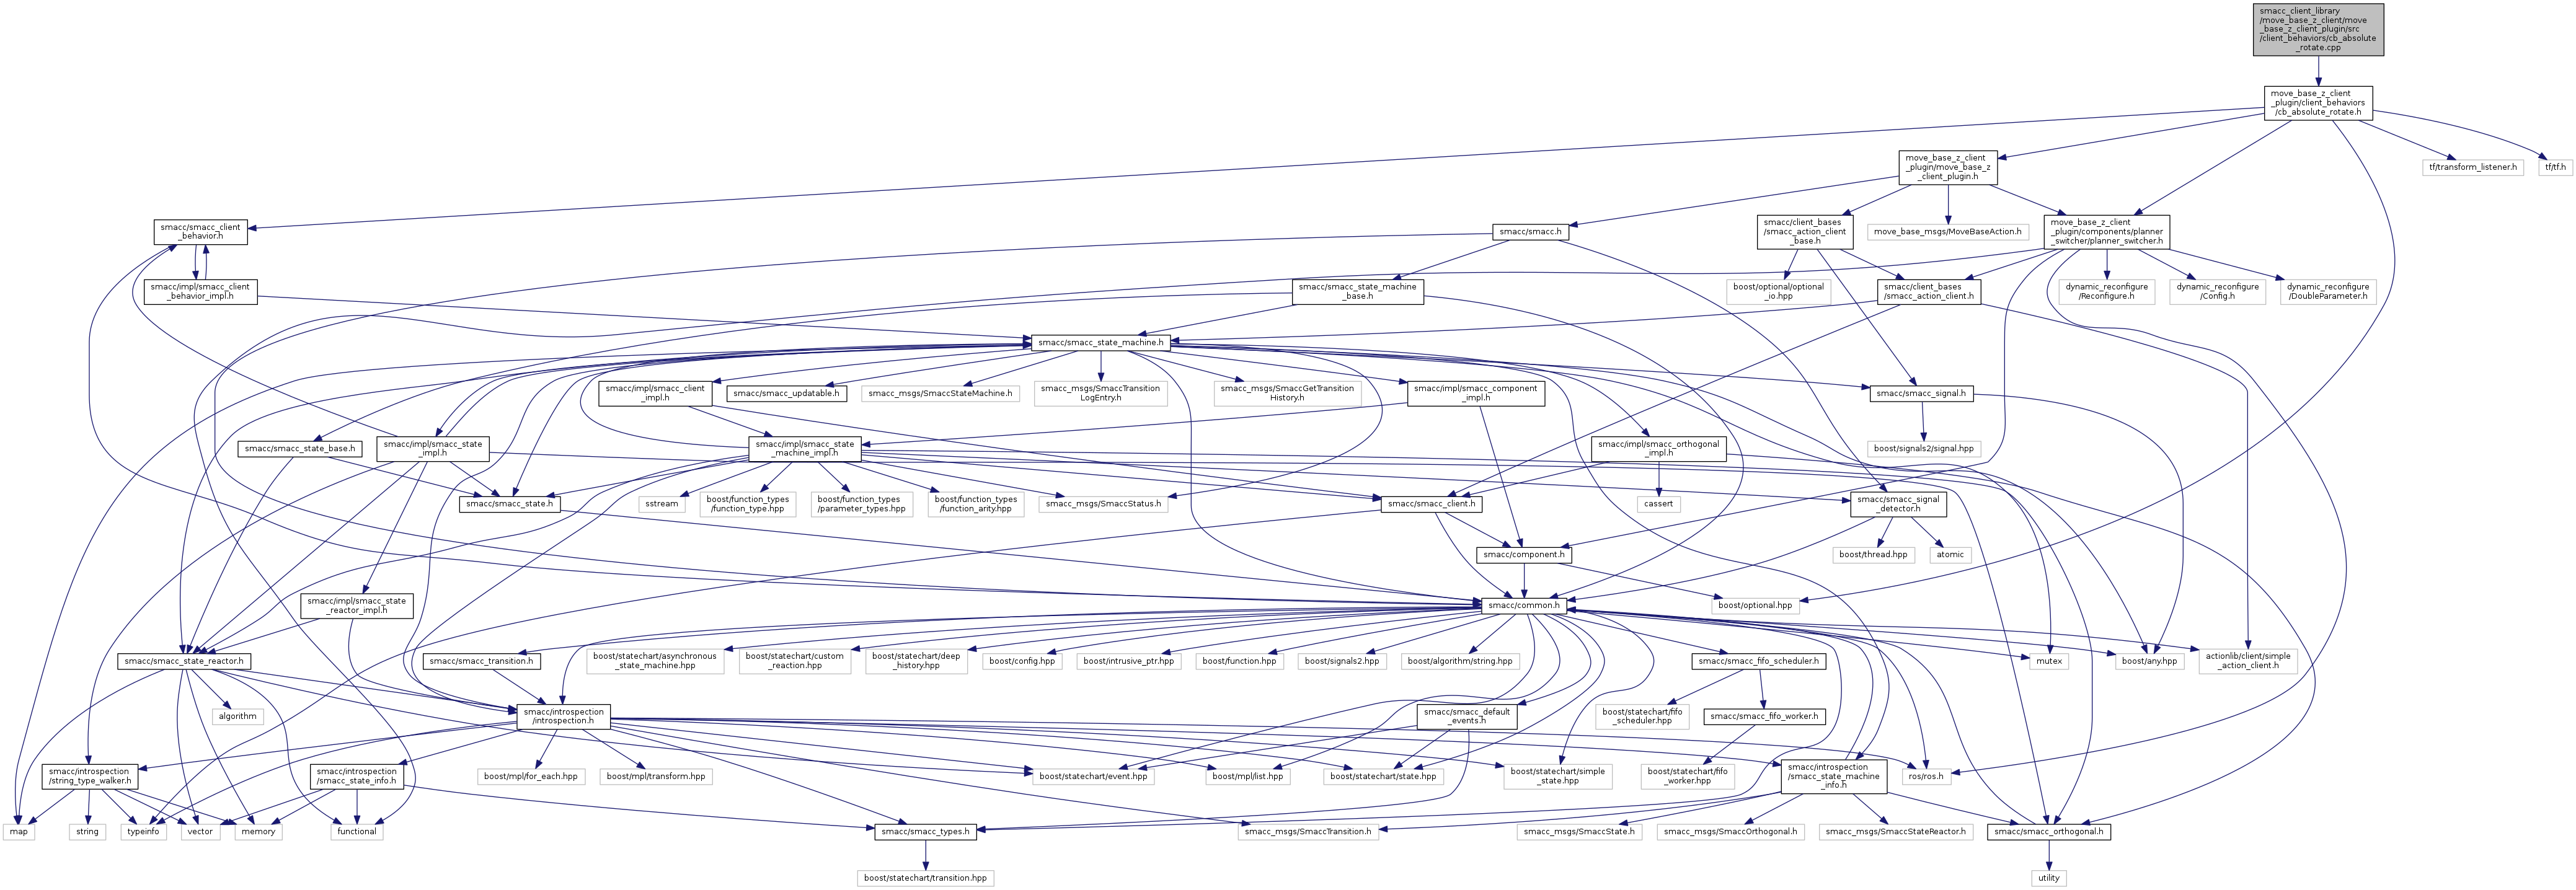 smacc_client_library
/move_base_z_client/move
_base_z_client_plugin/src
/client_behaviors/cb_absolute
_rotate.cpp
move_base_z_client
_plugin/client_behaviors
/cb_absolute_rotate.h
move_base_z_client
_plugin/move_base_z
_client_plugin.h
tf/transform_listener.h
tf/tf.h
smacc/smacc_client
_behavior.h
smacc/smacc.h
smacc/client_bases
/smacc_action_client
_base.h
move_base_msgs/MoveBaseAction.h
move_base_z_client
_plugin/components/planner
_switcher/planner_switcher.h
smacc/impl/smacc_client
_behavior_impl.h
smacc/smacc_state_machine
_base.h
boost/optional/optional
_io.hpp
smacc/client_bases
/smacc_action_client.h
dynamic_reconfigure
/Reconfigure.h
dynamic_reconfigure
/Config.h
dynamic_reconfigure
/DoubleParameter.h
smacc/smacc_state_machine.h
smacc/impl/smacc_client
_impl.h
smacc/smacc_updatable.h
smacc_msgs/SmaccStateMachine.h
smacc_msgs/SmaccTransition
LogEntry.h
smacc_msgs/SmaccGetTransition
History.h
smacc/impl/smacc_component
_impl.h
smacc/smacc_signal.h
smacc/smacc_state_base.h
smacc/impl/smacc_state
_impl.h
smacc/impl/smacc_state
_machine_impl.h
smacc/impl/smacc_orthogonal
_impl.h
boost/signals2/signal.hpp
smacc/smacc_state.h
sstream
boost/function_types
/function_type.hpp
boost/function_types
/parameter_types.hpp
boost/function_types
/function_arity.hpp
smacc_msgs/SmaccStatus.h
smacc/smacc_client.h
cassert
smacc/smacc_signal
_detector.h
smacc/component.h
boost/thread.hpp
atomic
smacc/impl/smacc_state
_reactor_impl.h
smacc/common.h
boost/optional.hpp
smacc/smacc_state_reactor.h
smacc/smacc_transition.h
boost/statechart/asynchronous
_state_machine.hpp
boost/statechart/custom
_reaction.hpp
boost/statechart/deep
_history.hpp
boost/config.hpp
boost/intrusive_ptr.hpp
boost/function.hpp
boost/signals2.hpp
boost/algorithm/string.hpp
smacc/smacc_fifo_scheduler.h
mutex
boost/any.hpp
actionlib/client/simple
_action_client.h
algorithm
smacc/introspection
/introspection.h
smacc/smacc_default
_events.h
boost/statechart/fifo
_scheduler.hpp
smacc/smacc_fifo_worker.h
smacc/introspection
/string_type_walker.h
smacc/introspection
/smacc_state_info.h
boost/mpl/for_each.hpp
boost/mpl/transform.hpp
boost/statechart/event.hpp
boost/mpl/list.hpp
boost/statechart/state.hpp
boost/statechart/simple
_state.hpp
boost/statechart/fifo
_worker.hpp
smacc/introspection
/smacc_state_machine
_info.h
ros/ros.h
map
string
typeinfo
vector
memory
functional
smacc/smacc_types.h
smacc_msgs/SmaccTransition.h
smacc_msgs/SmaccState.h
smacc_msgs/SmaccOrthogonal.h
smacc_msgs/SmaccStateReactor.h
smacc/smacc_orthogonal.h
boost/statechart/transition.hpp
utility